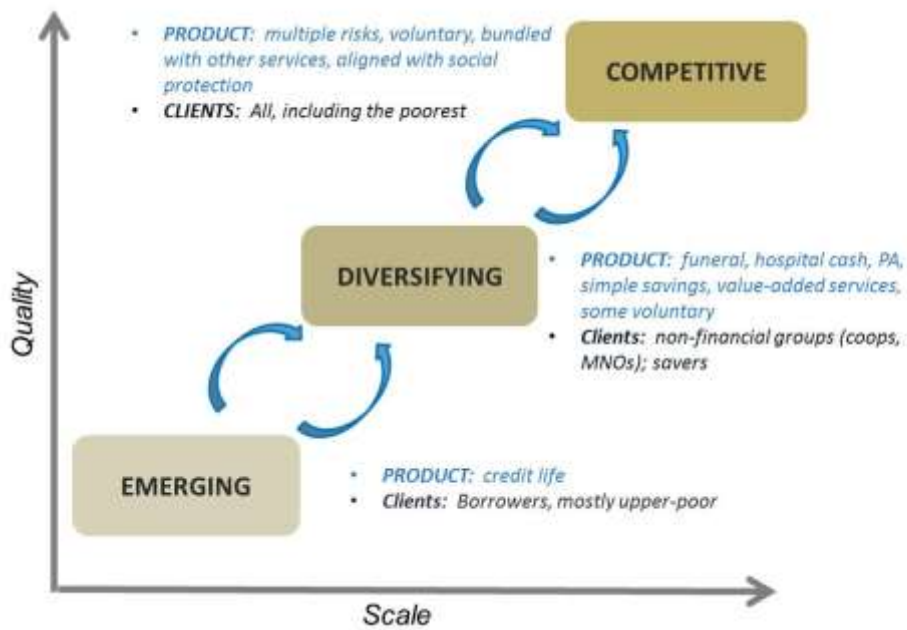 • PRODUCT: multiple risks, voluntary, bundled
with other services, aligned with social
protection
• CLIENTS: All, including the poorest
COMPETITIVE
DIVERSIFYING
• PRODUCT: funeral, hospital cash, PA,
simple savings, value-added services,
some voluntary
• Clients: non-financial groups (coops,
MNOs); savers
EMERGING
• PRODUCT: credit life
• Clients: Borrowers, mostly upper-poor
Quality
Scale